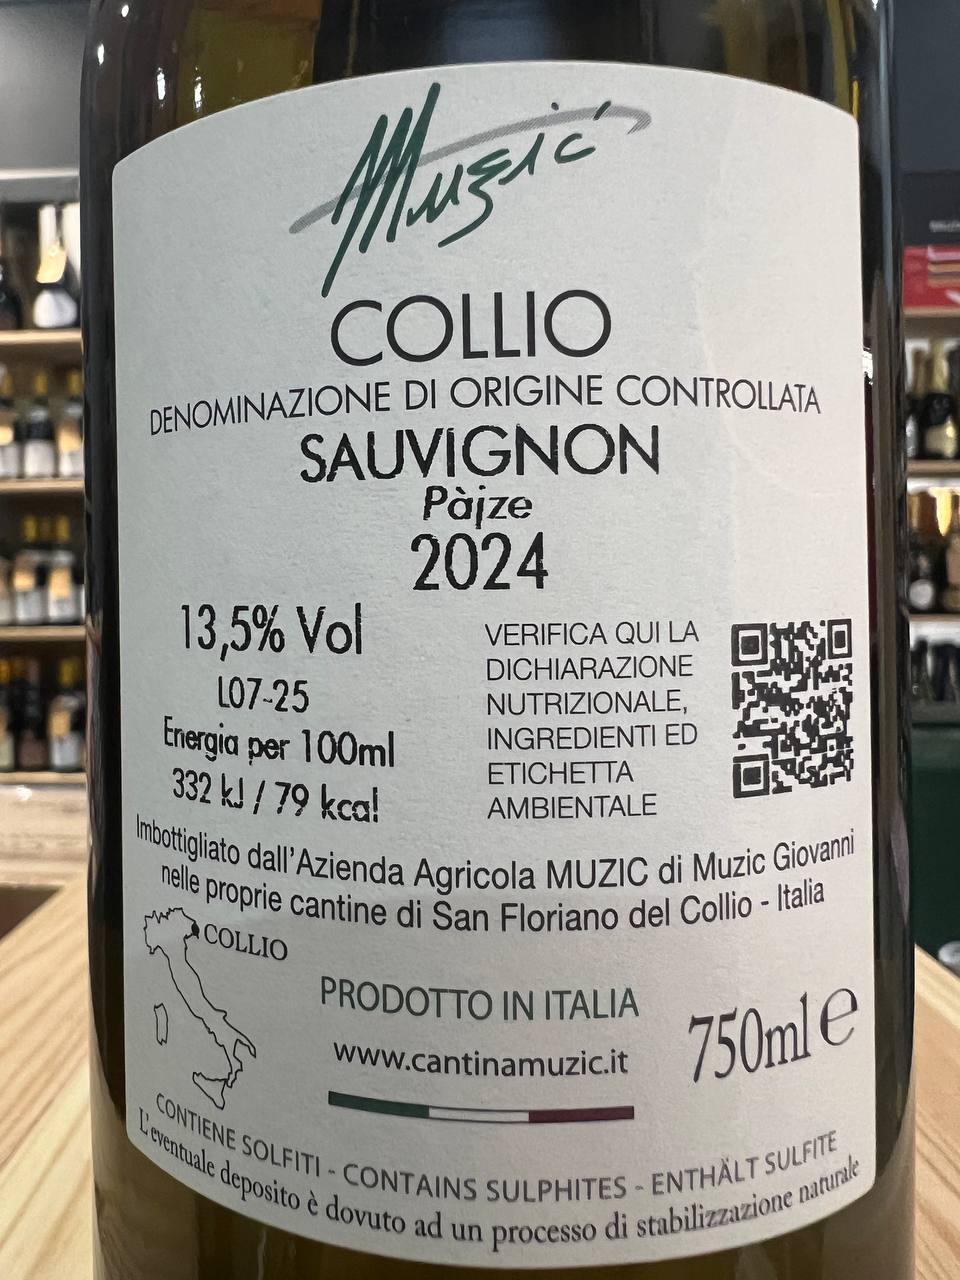 Muzic
COLLIO
DENOMINAZIONE DI ORIGINE CONTROLLATA
SAUVIGNON
Pàjze
2024
13,5% Vol
L07-25
Energia per 100ml
332 kJ / 79 kcal
VERIFICA QUI LA
DICHIARAZIONE
NUTRIZIONALE,
INGREDIENTI ED
ETICHETTA
AMBIENTALE
Imbottigliato dall'Azienda Agricola MUZIC di Muzic Giovanni
nelle proprie cantine di San Floriano del Collio - Italia
COLLIO
PRODOTTO IN ITALIA
www.cantinamuzic.it
750ml e
CONTIENE SOLFITI - CONTAINS SULPHITES - ENTHÄLT SULFITE
L'eventuale deposito è dovuto ad un processo di stabilizzazione naturale